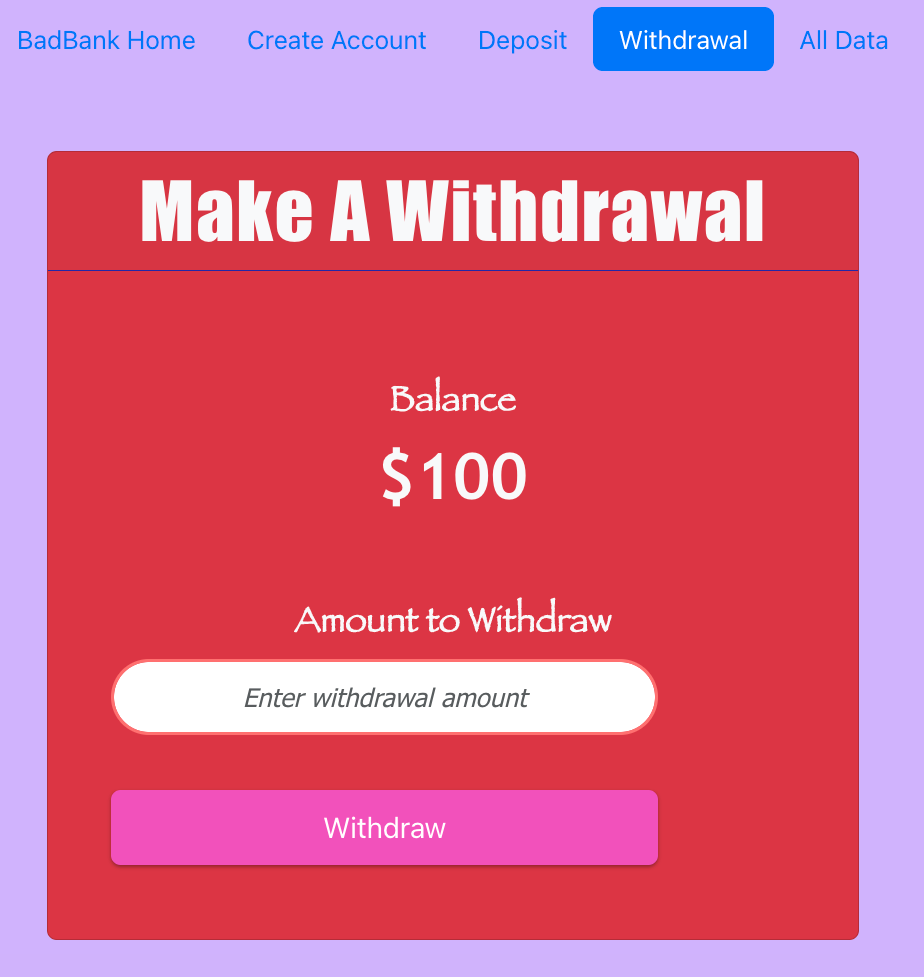 BadBank Home Create Account Deposit Withdrawal All Data
Make A Withdrawal
Balance
$100
Amount to Withdraw
Enter withdrawal amount
Withdraw